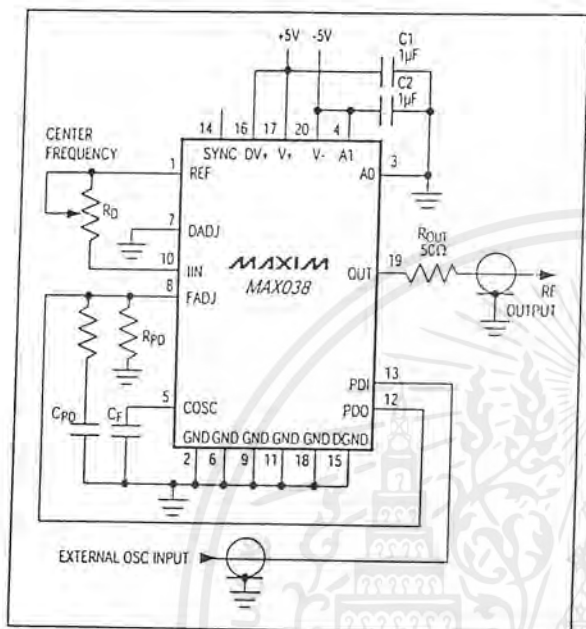 +5V -5V
C1
1µF
C2
1µF
14 16 17 20 4
SYNC DV+ V+ V- A1
CENTER
FREQUENCY
1 REF
A0 3
RD
7 DADJ
10 IIN
MAXIM
MAX038
OUT 19
ROUT
50Ω
RF
OUTPUT
8 FADJ
RPD
PDI 13
PDO 12
CPD
CF
5 COSC
GND GND GND GND GND DGND
2 6 9 11 18 15
EXTERNAL OSC INPUT